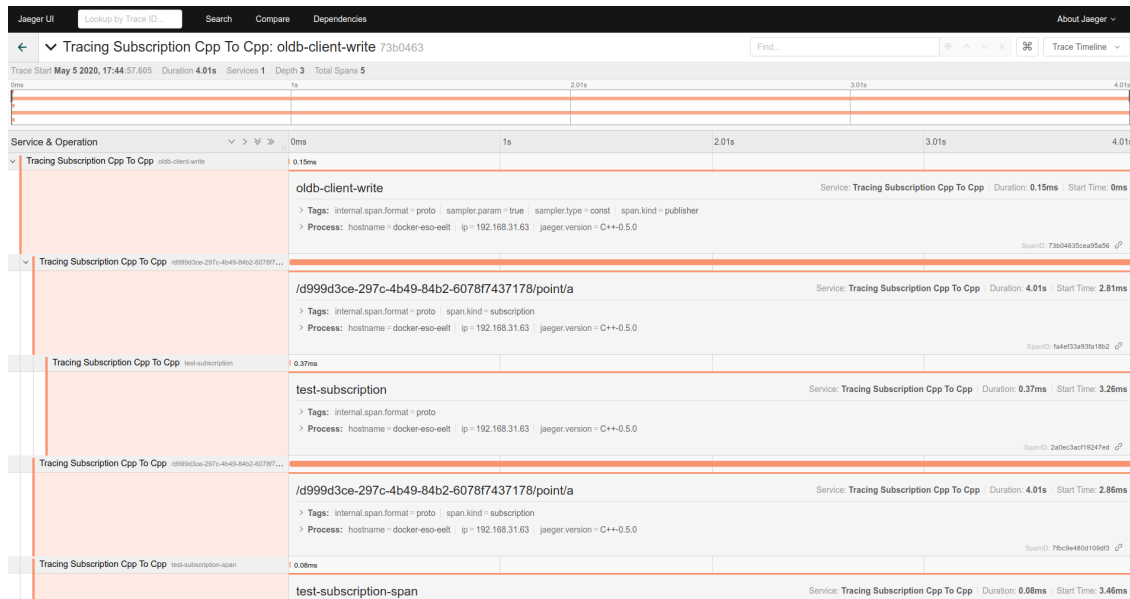 Jaeger UI Lookup by Trace ID... Search Compare Dependencies About Jaeger
Tracing Subscription Cpp To Cpp: oldb-client-write 73b0463 Find... Trace Timeline
Trace Start May 5 2020, 17:44:57.605 Duration 4.01s Services 1 Depth 3 Total Spans 5
0ms 1s 2.01s 3.01s 4.01s
Service & Operation 0ms 1s 2.01s 3.01s 4.01s
Tracing Subscription Cpp To Cpp oldb-client-write 0.15ms
oldb-client-write Service: Tracing Subscription Cpp To Cpp Duration: 0.15ms Start Time: 0ms
> Tags: internal.span.format = proto sampler.param = true sampler.type = const span.kind = publisher
> Process: hostname = docker-eso-eelt ip = 192.168.31.63 jaeger.version = C++-0.5.0
SpanID: 73b04635cea95a56
Tracing Subscription Cpp To Cpp /d999d3ce-297c-4b49-84b2-6078f7...
/d999d3ce-297c-4b49-84b2-6078f7437178/point/a Service: Tracing Subscription Cpp To Cpp Duration: 4.01s Start Time: 2.81ms
> Tags: internal.span.format = proto span.kind = subscription
> Process: hostname = docker-eso-eelt ip = 192.168.31.63 jaeger.version = C++-0.5.0
SpanID: fa4ef33a93fa18b2
Tracing Subscription Cpp To Cpp test-subscription 0.37ms
test-subscription Service: Tracing Subscription Cpp To Cpp Duration: 0.37ms Start Time: 3.26ms
> Tags: internal.span.format = proto
> Process: hostname = docker-eso-eelt ip = 192.168.31.63 jaeger.version = C++-0.5.0
SpanID: 2a0ec3acf19247ed
Tracing Subscription Cpp To Cpp /d999d3ce-297c-4b49-84b2-6078f7...
/d999d3ce-297c-4b49-84b2-6078f7437178/point/a Service: Tracing Subscription Cpp To Cpp Duration: 4.01s Start Time: 2.86ms
> Tags: internal.span.format = proto span.kind = subscription
> Process: hostname = docker-eso-eelt ip = 192.168.31.63 jaeger.version = C++-0.5.0
SpanID: 7fbc9e480d109df3
Tracing Subscription Cpp To Cpp test-subscription-span 0.08ms
test-subscription-span Service: Tracing Subscription Cpp To Cpp Duration: 0.08ms Start Time: 3.46ms